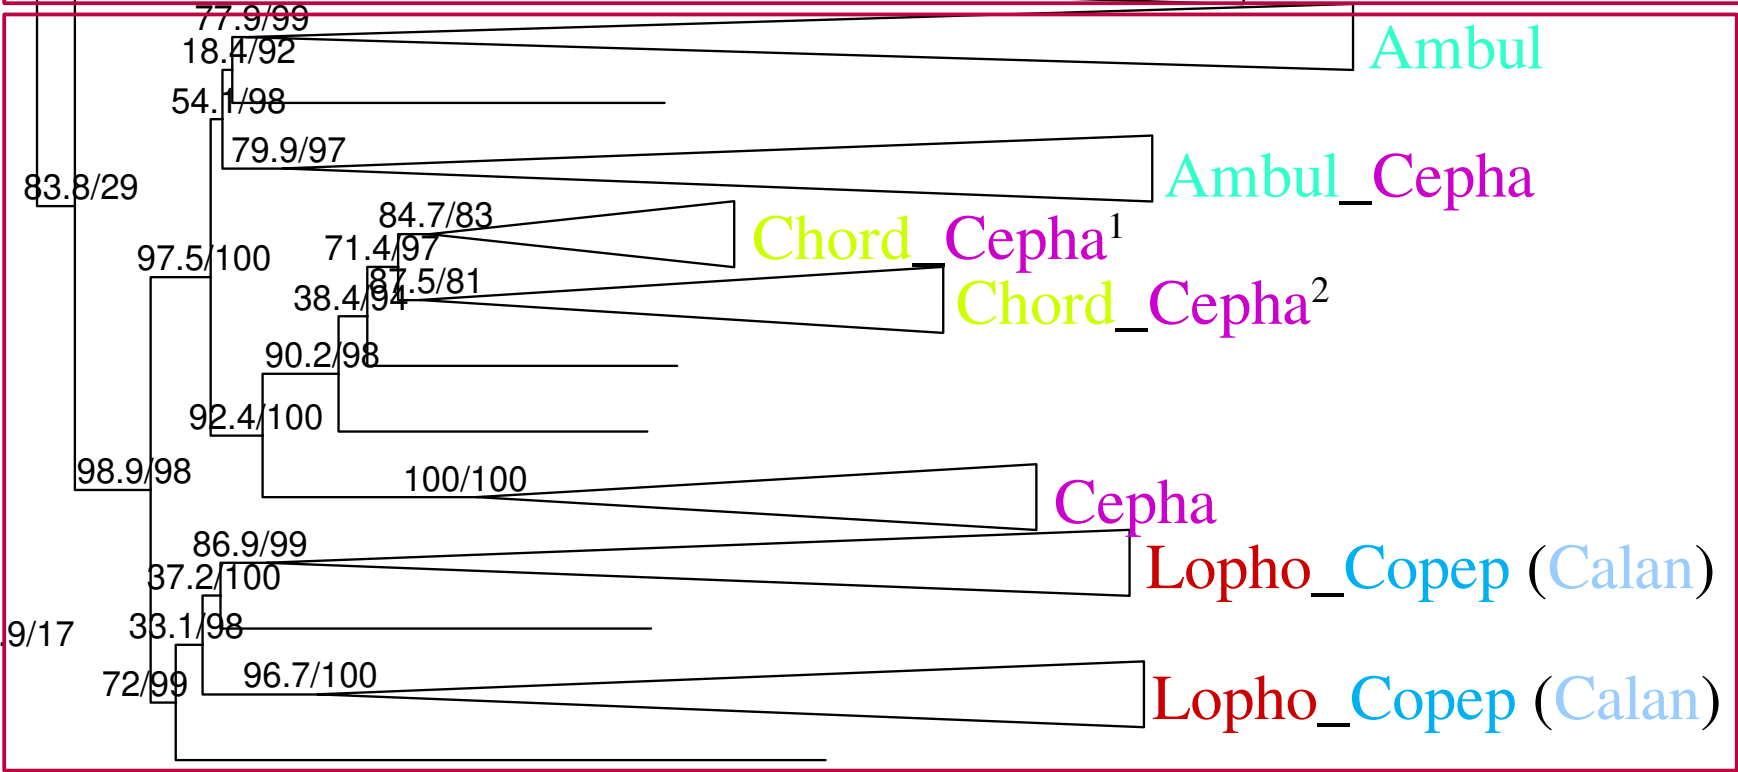 77.9/99
18.4/92
Ambul
54.1/98
79.9/97
Ambul_Cepha
83.8/29
84.7/83
Chord_Cepha1
71.4/97
97.5/100
87.5/81
38.4/94
Chord_Cepha2
90.2/98
92.4/100
98.9/98
100/100
Cepha
86.9/99
Lopho_Copep (Calan)
37.2/100
33.1/98
.9/17
96.7/100
72/99
Lopho_Copep (Calan)